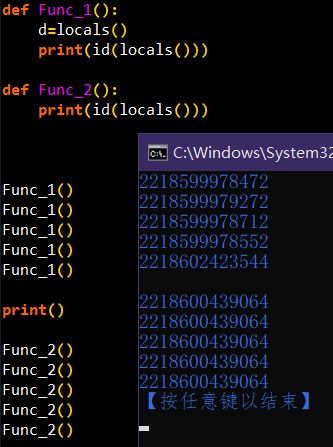 def Func_1():
    d=locals()
    print(id(locals()))
def Func_2():
    print(id(locals()))
Func_1()
Func_1()
Func_1()
Func_1()
Func_1()
print()
Func_2()
Func_2()
Func_2()
Func_2()
Func_2()
C:\Windows\System32
2218599978472
2218599979272
2218599978712
2218599978552
2218602423544
2218600439064
2218600439064
2218600439064
2218600439064
2218600439064
【按任意键以结束】